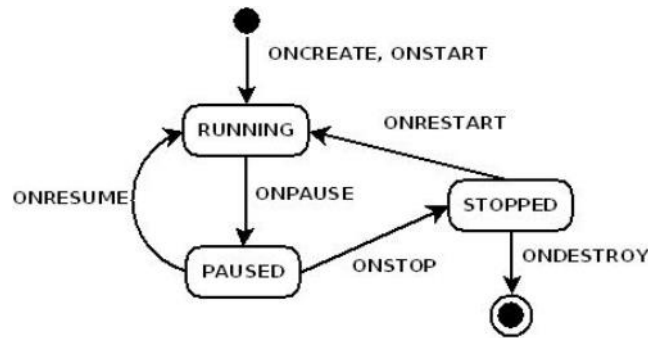 ONCREATE, ONSTART
RUNNING
ONRESTART
ONRESUME
ONPAUSE
STOPPED
PAUSED
ONSTOP
ONDESTROY